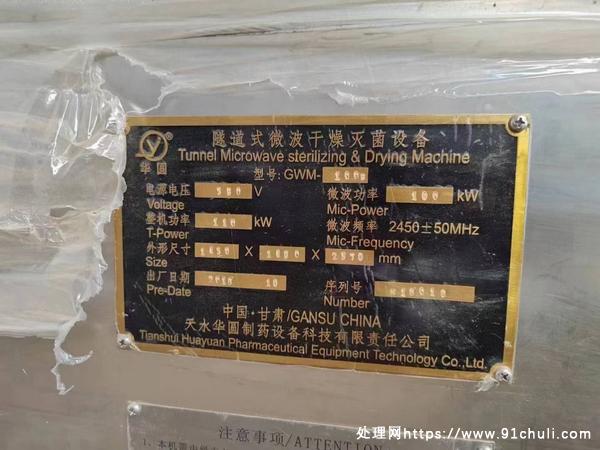 隧道式微波干燥灭菌设备
Tunnel Microwave sterilizing & Drying Machine
华圆
型号:GWM-
电源电压 380 V
Voltage
微波功率 100 kW
Mic-Power
整机功率 110 kW
T-Power
微波频率 2450±50MHz
Mic-Frequency
外形尺寸 X X mm
Size
出厂日期 10
Pre-Date
序列号
Number
中国·甘肃/GANSU CHINA
天水华圆制药设备科技有限责任公司
Tianshui Huayuan Pharmaceutical Equipment Technology Co.,Ltd.
注意事项/ATTENTION
处理网https://www.91chuli.com/